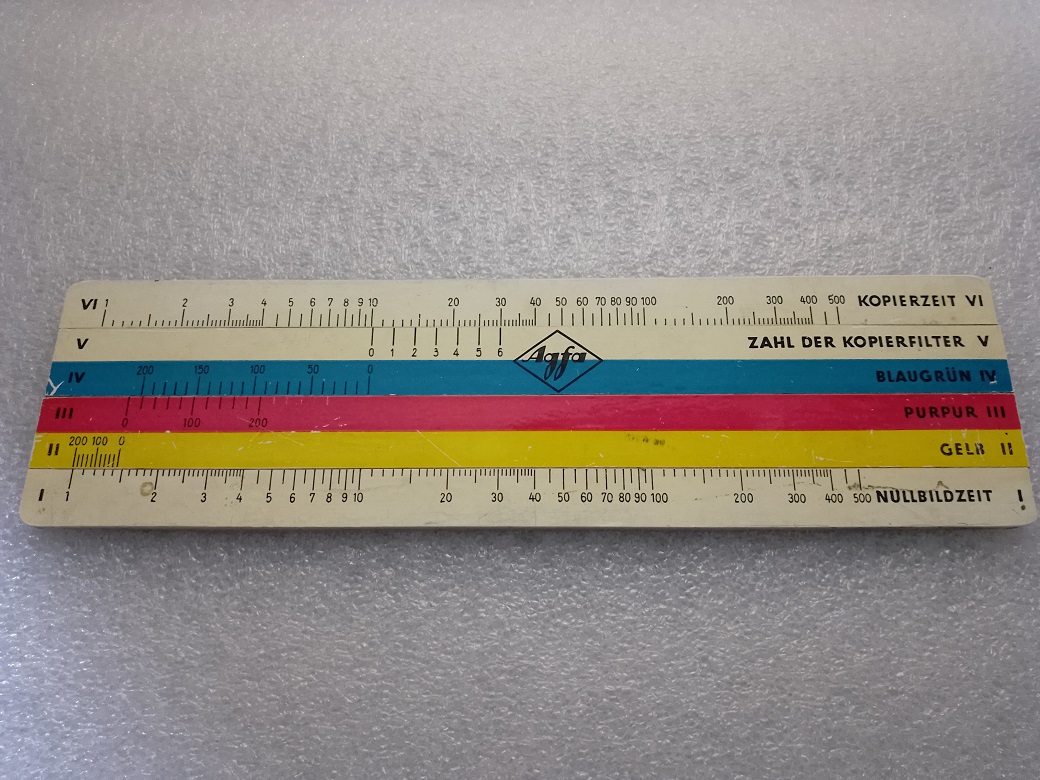 VI 1 2 3 4 5 6 7 8 9 10 20 30 40 50 60 70 80 90 100 200 300 400 500 KOPIERZEIT VI
V 0 1 2 3 4 5 6 Agfa ZAHL DER KOPIERFILTER V
IV 200 150 100 50 0 BLAUGRÜN IV
III 0 100 200 PURPUR III
II 200 100 0 GELB II
I 1 2 3 4 5 6 7 8 9 10 20 30 40 50 60 70 80 90 100 200 300 400 500 NULLBILDZEIT I